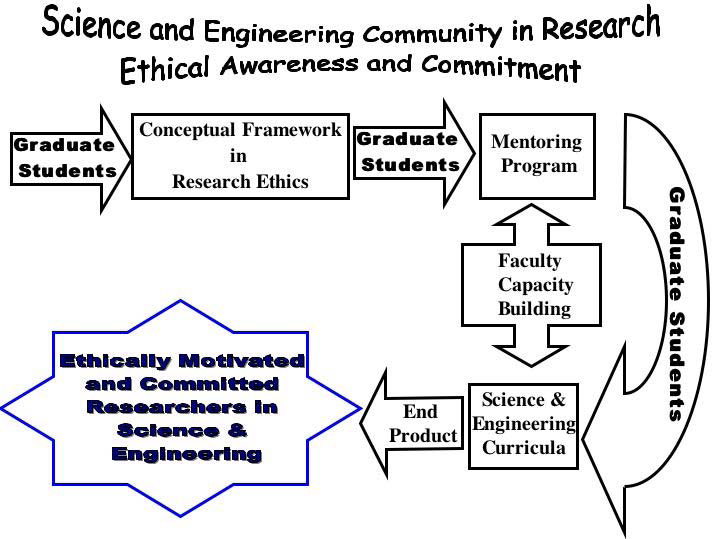 Science and Engineering Community in Research
Ethical Awareness and Commitment
Graduate
Students
Conceptual Framework
in
Research Ethics
Graduate
Students
Mentoring
Program
Graduate Students
Faculty
Capacity
Building
Science &
Engineering
Curricula
End
Product
Ethically Motivated
and Committed
Researchers in
Science &
Engineering